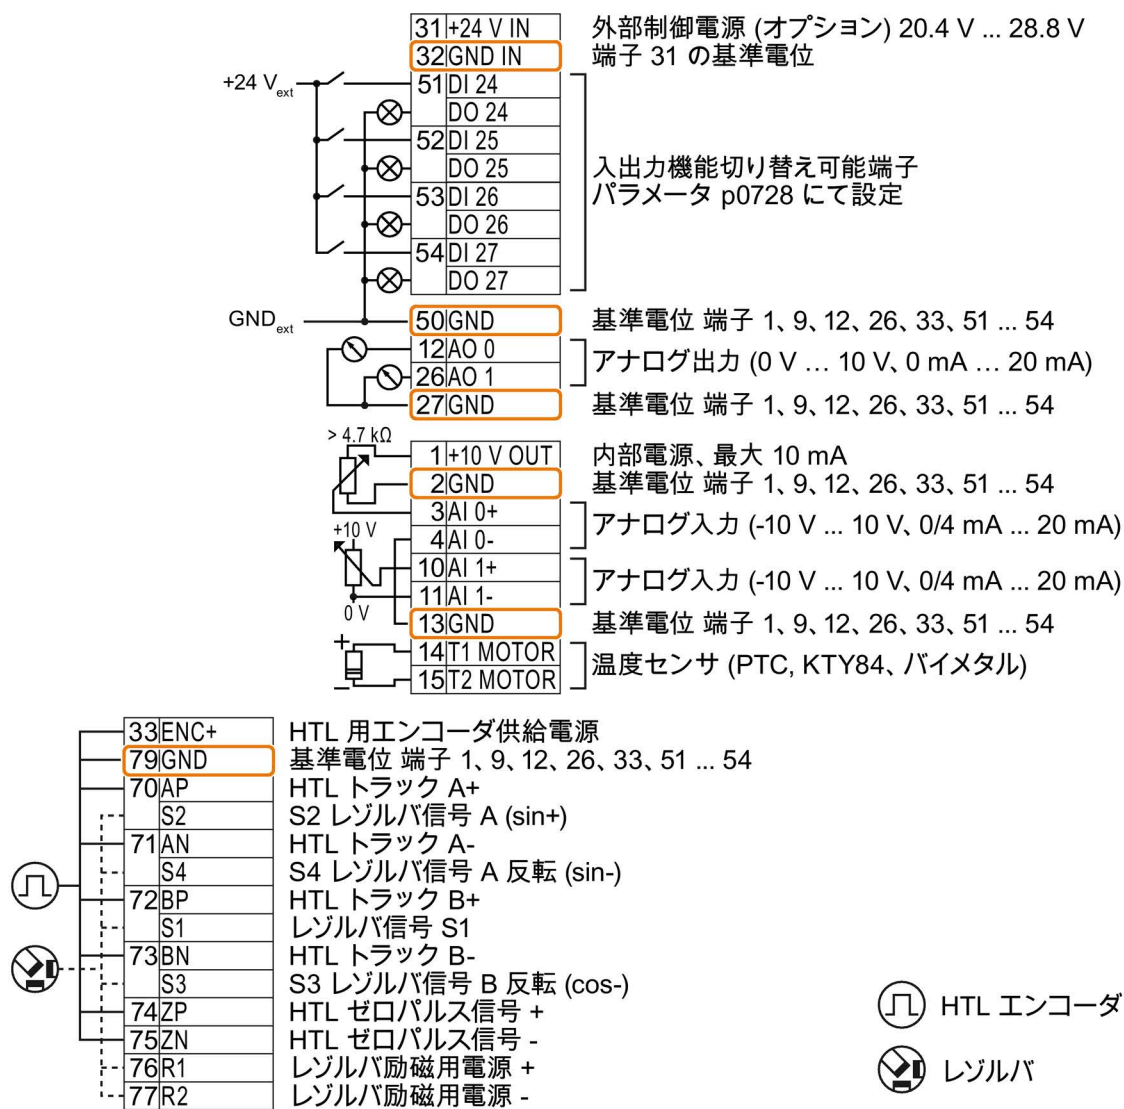 31 +24 V IN 外部制御電源 (オプション) 20.4 V ... 28.8 V
32 GND IN 端子 31 の基準電位
+24 Vext 51 DI 24
DO 24
52 DI 25
DO 25 入出力機能切り替え可能端子
53 DI 26 パラメータ p0728 にて設定
DO 26
54 DI 27
DO 27
GNDext 50 GND 基準電位 端子 1、9、12、26、33、51 ... 54
12 AO 0 アナログ出力 (0 V ... 10 V、0 mA ... 20 mA)
26 AO 1
27 GND 基準電位 端子 1、9、12、26、33、51 ... 54
> 4.7 kΩ
1 +10 V OUT 内部電源、最大 10 mA
2 GND 基準電位 端子 1、9、12、26、33、51 ... 54
3 AI 0+ アナログ入力 (-10 V ... 10 V、0/4 mA ... 20 mA)
+10 V 4 AI 0-
10 AI 1+ アナログ入力 (-10 V ... 10 V、0/4 mA ... 20 mA)
11 AI 1-
0 V
13 GND 基準電位 端子 1、9、12、26、33、51 ... 54
+ 14 T1 MOTOR 温度センサ (PTC, KTY84、バイメタル)
- 15 T2 MOTOR
33 ENC+ HTL 用エンコーダ供給電源
79 GND 基準電位 端子 1、9、12、26、33、51 ... 54
70 AP HTL トラック A+
S2 S2 レゾルバ信号 A (sin+)
71 AN HTL トラック A-
S4 S4 レゾルバ信号 A 反転 (sin-)
72 BP HTL トラック B+
S1 レゾルバ信号 S1
73 BN HTL トラック B-
S3 S3 レゾルバ信号 B 反転 (cos-)
74 ZP HTL ゼロパルス信号 +
75 ZN HTL ゼロパルス信号 -
76 R1 レゾルバ励磁用電源 +
77 R2 レゾルバ励磁用電源 -
HTL エンコーダ
レゾルバ